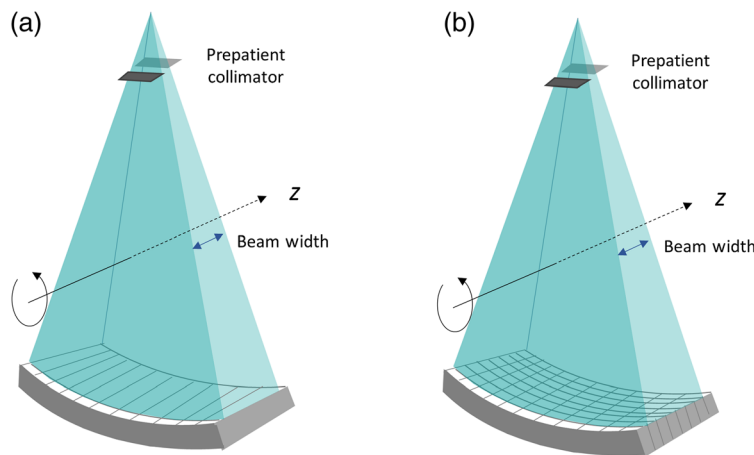 (a)
Prepatient
collimator
z
Beam width
(b)
Prepatient
collimator
z
Beam width